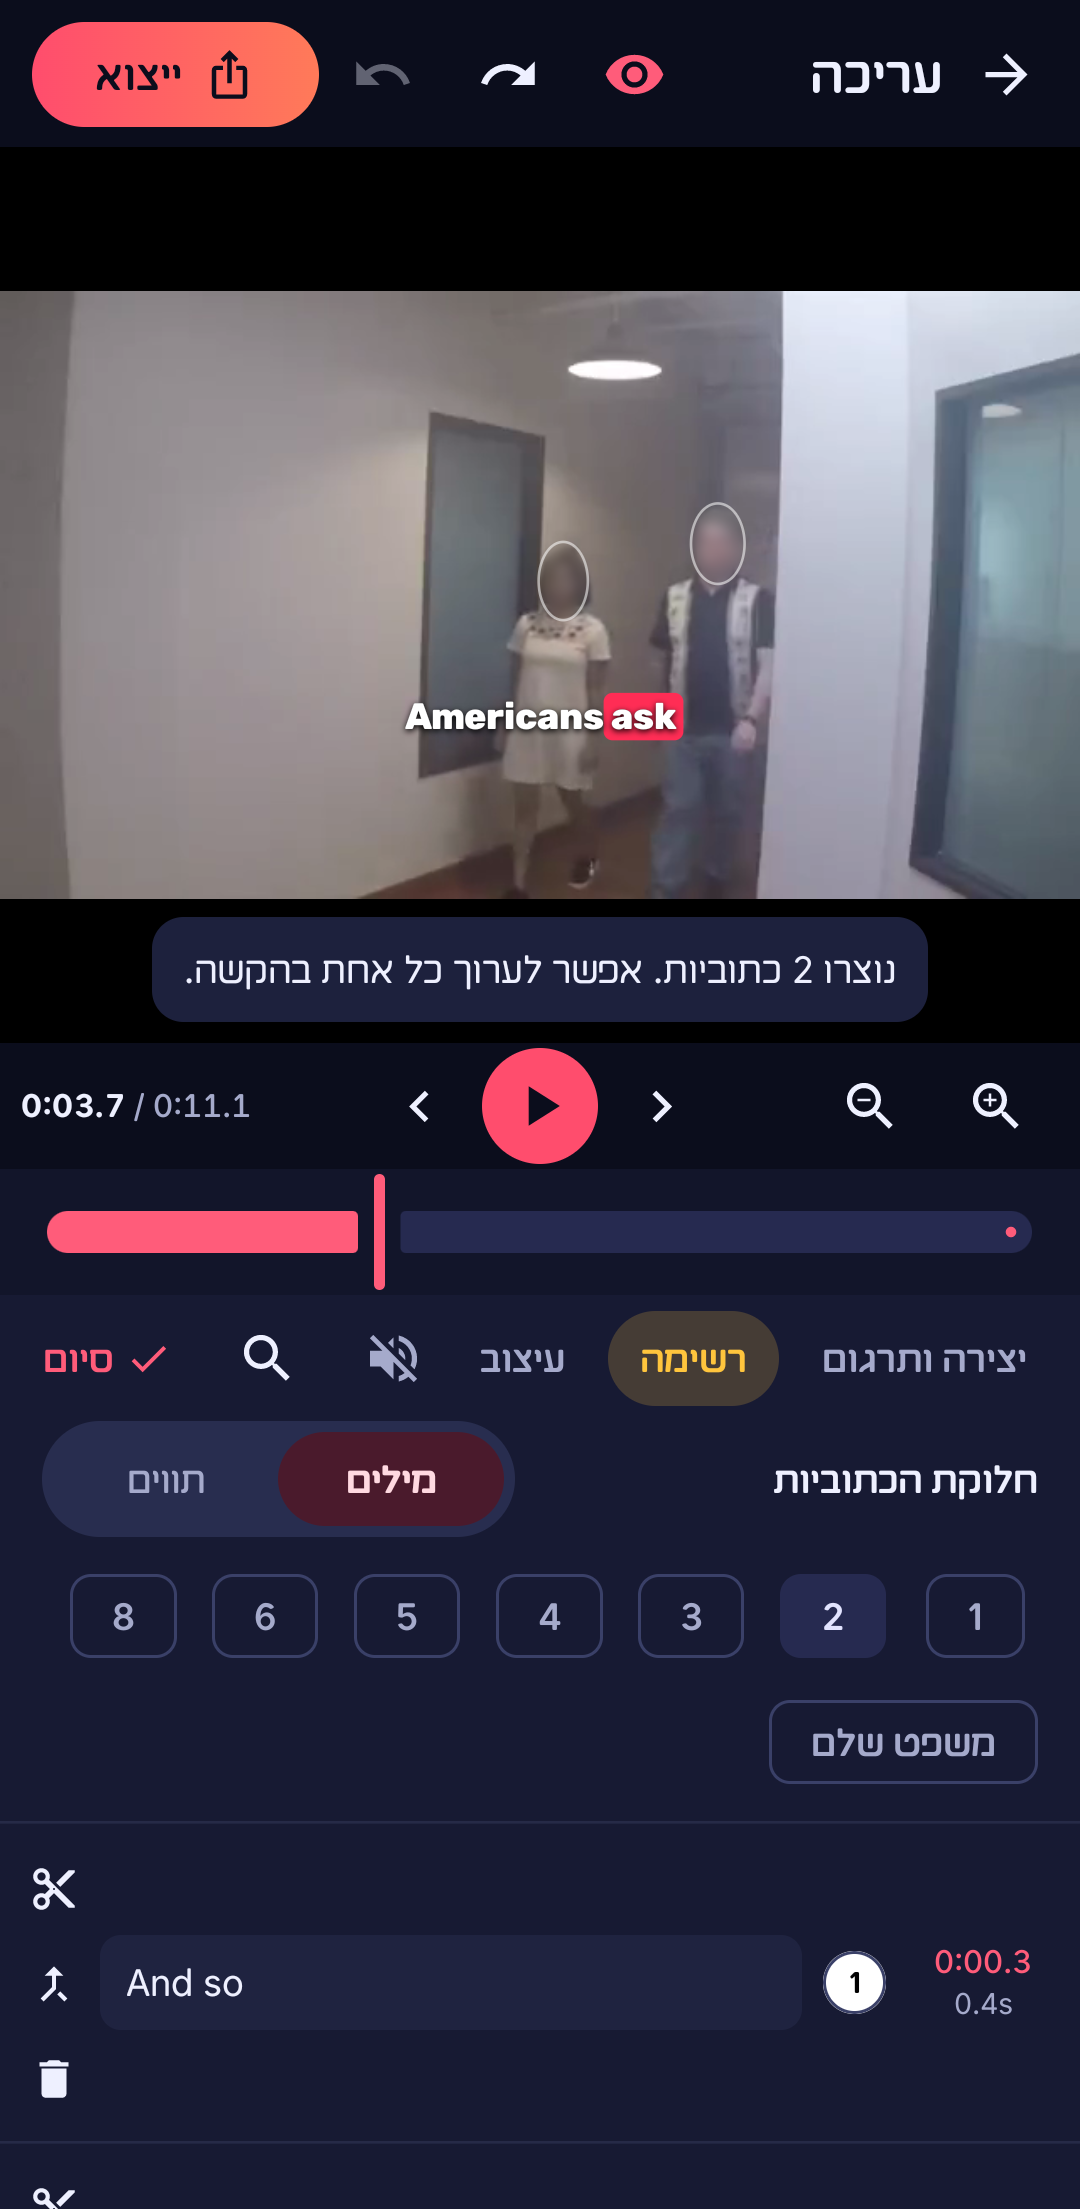 עריכה
ייצוא
Americans ask
נוצרו 2 כתוביות. אפשר לערוך כל אחת בהקשה.
0:03.7 / 0:11.1
יצירה ותרגום
רשימה
עיצוב
סיום
חלוקת הכתוביות
מילים
תווים
1
2
3
4
5
6
8
משפט שלם
0:00.3
0.4s
1
And so